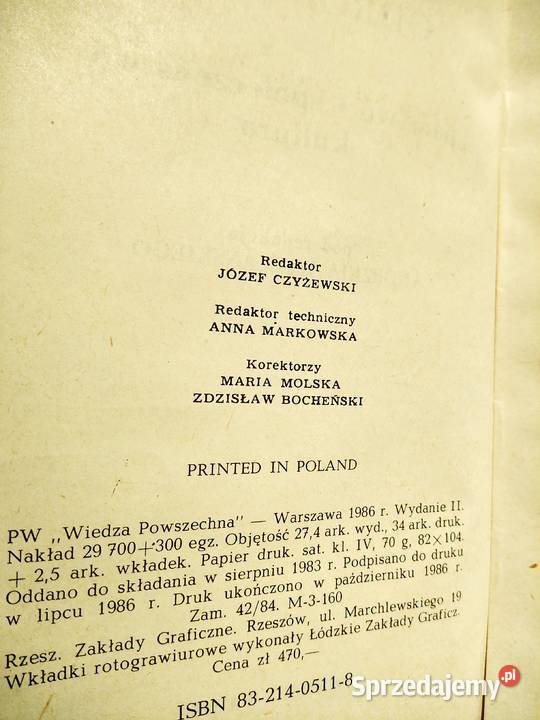 Redaktor
JÓZEF CZYŻEWSKI
Redaktor techniczny
ANNA MARKOWSKA
Korektorzy
MARIA MOLSKA
ZDZISŁAW BOCHEŃSKI
PRINTED IN POLAND
PW „Wiedza Powszechna” — Warszawa 1986 r. Wydanie II.
Nakład 29 700+300 egz. Objętość 27,4 ark. wyd., 34 ark. druk.
+ 2,5 ark. wkładek. Papier druk. sat. kl. IV, 70 g, 82×104.
Oddano do składania w sierpniu 1983 r. Podpisano do druku
w lipcu 1986 r. Druk ukończono w październiku 1986 r.
Zam. 42/84. M-3-160
Rzesz. Zakłady Graficzne. Rzeszów, ul. Marchlewskiego 19
Wkładki rotograwiurowe wykonały Łódzkie Zakłady Graficz.
Cena zł 470,—
ISBN 83-214-0511-8
Sprzedajemy.pl